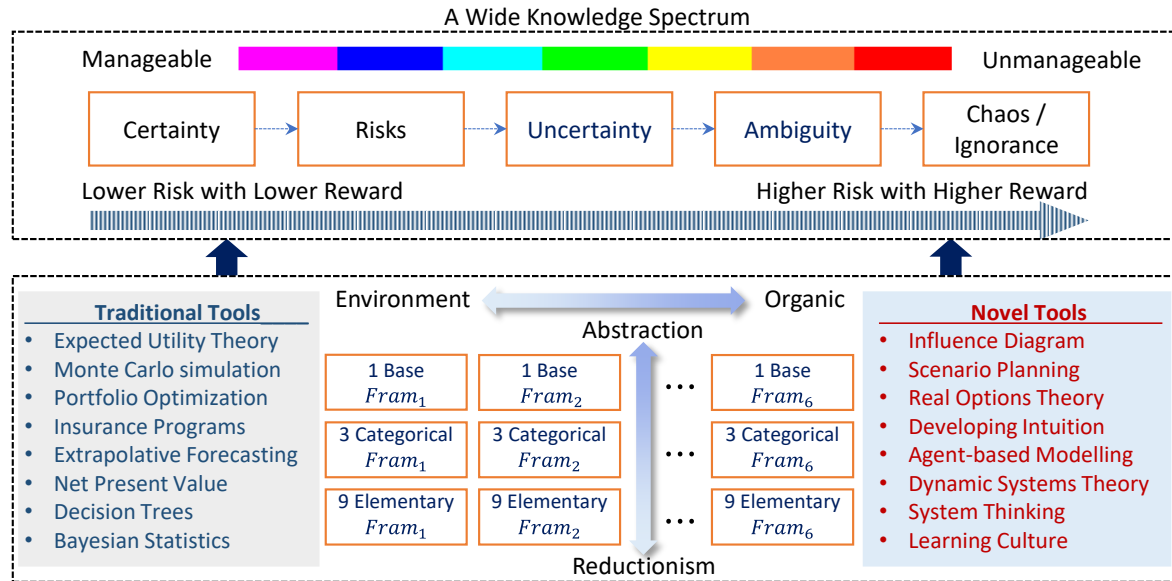 A Wide Knowledge Spectrum
Manageable
Unmanageable
Certainty
Risks
Uncertainty
Ambiguity
Chaos /
Ignorance
Lower Risk with Lower Reward
Higher Risk with Higher Reward
Traditional Tools
• Expected Utility Theory
• Monte Carlo simulation
• Portfolio Optimization
• Insurance Programs
• Extrapolative Forecasting
• Net Present Value
• Decision Trees
• Bayesian Statistics
Environment
Organic
Abstraction
1 Base
Fram₁
1 Base
Fram₂
...
1 Base
Fram₆
3 Categorical
Fram₁
3 Categorical
Fram₂
...
3 Categorical
Fram₆
9 Elementary
Fram₁
9 Elementary
Fram₂
...
9 Elementary
Fram₆
Reductionism
Novel Tools
• Influence Diagram
• Scenario Planning
• Real Options Theory
• Developing Intuition
• Agent-based Modelling
• Dynamic Systems Theory
• System Thinking
• Learning Culture